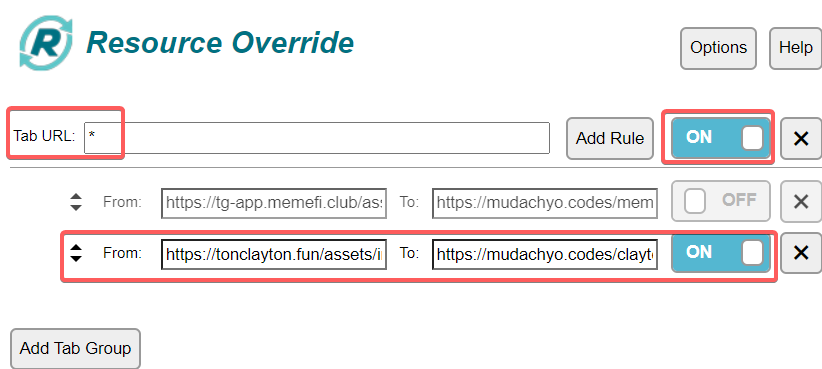 R Resource Override
Options Help
Tab URL: * Add Rule ON ×
From: https://tg-app.memefi.club/as To: https://mudachyo.codes/mem OFF ×
From: https://tonclayton.fun/assets/i To: https://mudachyo.codes/clayt ON ×
Add Tab Group